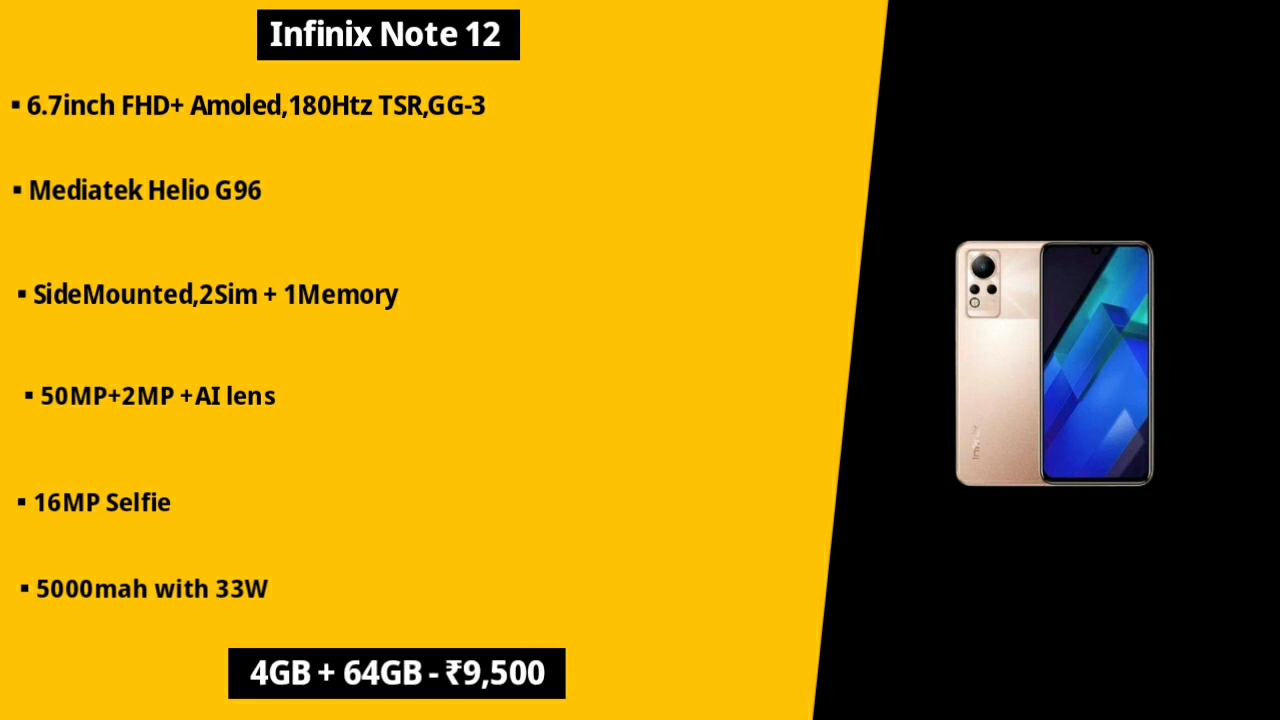 Infinix Note 12
▪ 6.7inch FHD+ Amoled,180Htz TSR,GG-3
▪ Mediatek Helio G96
▪ SideMounted,2Sim + 1Memory
▪ 50MP+2MP +AI lens
▪ 16MP Selfie
▪ 5000mah with 33W
4GB + 64GB - ₹9,500
Infinix